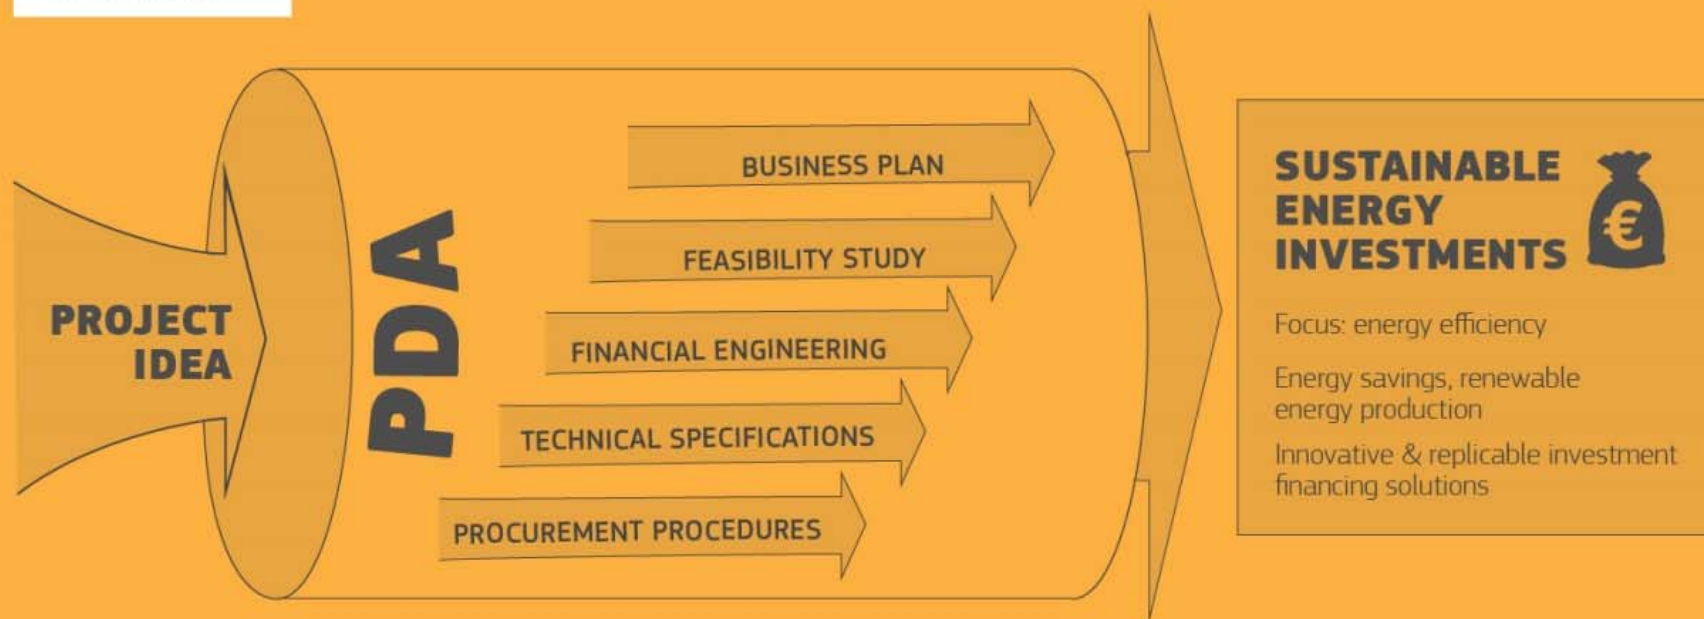 PROJECT
IDEA
PDA
BUSINESS PLAN
FEASIBILITY STUDY
FINANCIAL ENGINEERING
TECHNICAL SPECIFICATIONS
PROCUREMENT PROCEDURES
SUSTAINABLE
ENERGY
INVESTMENTS
€
Focus: energy efficiency
Energy savings, renewable
energy production
Innovative & replicable investment
financing solutions